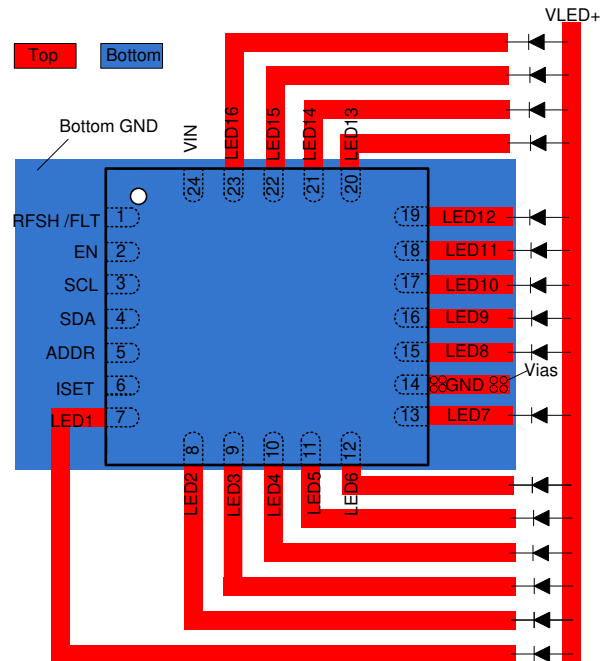 VLED+
Top
Bottom
Bottom GND
VIN
LED16
LED15
LED14
LED13
24
23
22
21
20
RFSH /FLT
1
19
LED12
EN
2
18
LED11
SCL
3
17
LED10
SDA
4
16
LED9
ADDR
5
15
LED8
Vias
ISET
6
14
GND
LED1
7
13
LED7
8
9
10
11
12
LED2
LED3
LED4
LED5
LED6